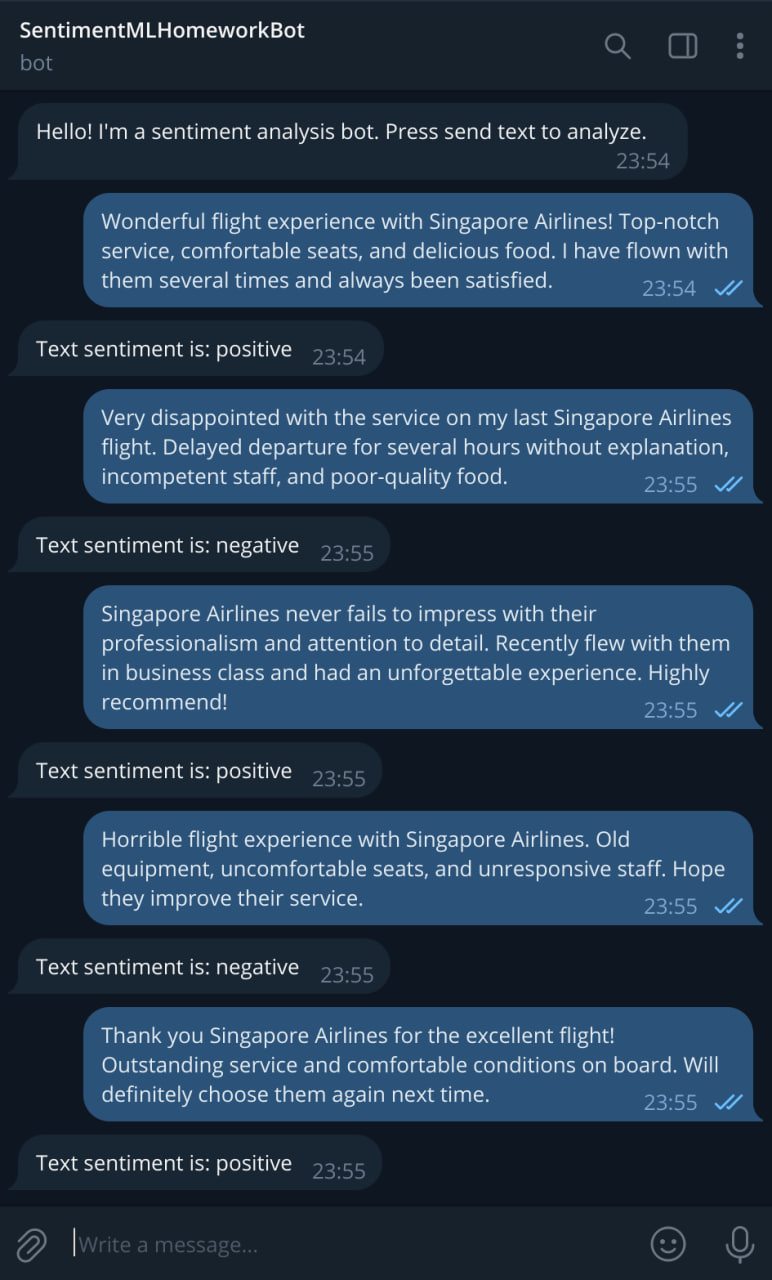 SentimentMLHomeworkBot
bot
Hello! I'm a sentiment analysis bot. Press send text to analyze.
23:54
Wonderful flight experience with Singapore Airlines! Top-notch
service, comfortable seats, and delicious food. I have flown with
them several times and always been satisfied.
23:54
Text sentiment is: positive 23:54
Very disappointed with the service on my last Singapore Airlines
flight. Delayed departure for several hours without explanation,
incompetent staff, and poor-quality food.
23:55
Text sentiment is: negative 23:55
Singapore Airlines never fails to impress with their
professionalism and attention to detail. Recently flew with them
in business class and had an unforgettable experience. Highly
recommend!
23:55
Text sentiment is: positive 23:55
Horrible flight experience with Singapore Airlines. Old
equipment, uncomfortable seats, and unresponsive staff. Hope
they improve their service.
23:55
Text sentiment is: negative 23:55
Thank you Singapore Airlines for the excellent flight!
Outstanding service and comfortable conditions on board. Will
definitely choose them again next time.
23:55
Text sentiment is: positive 23:55
Write a message...